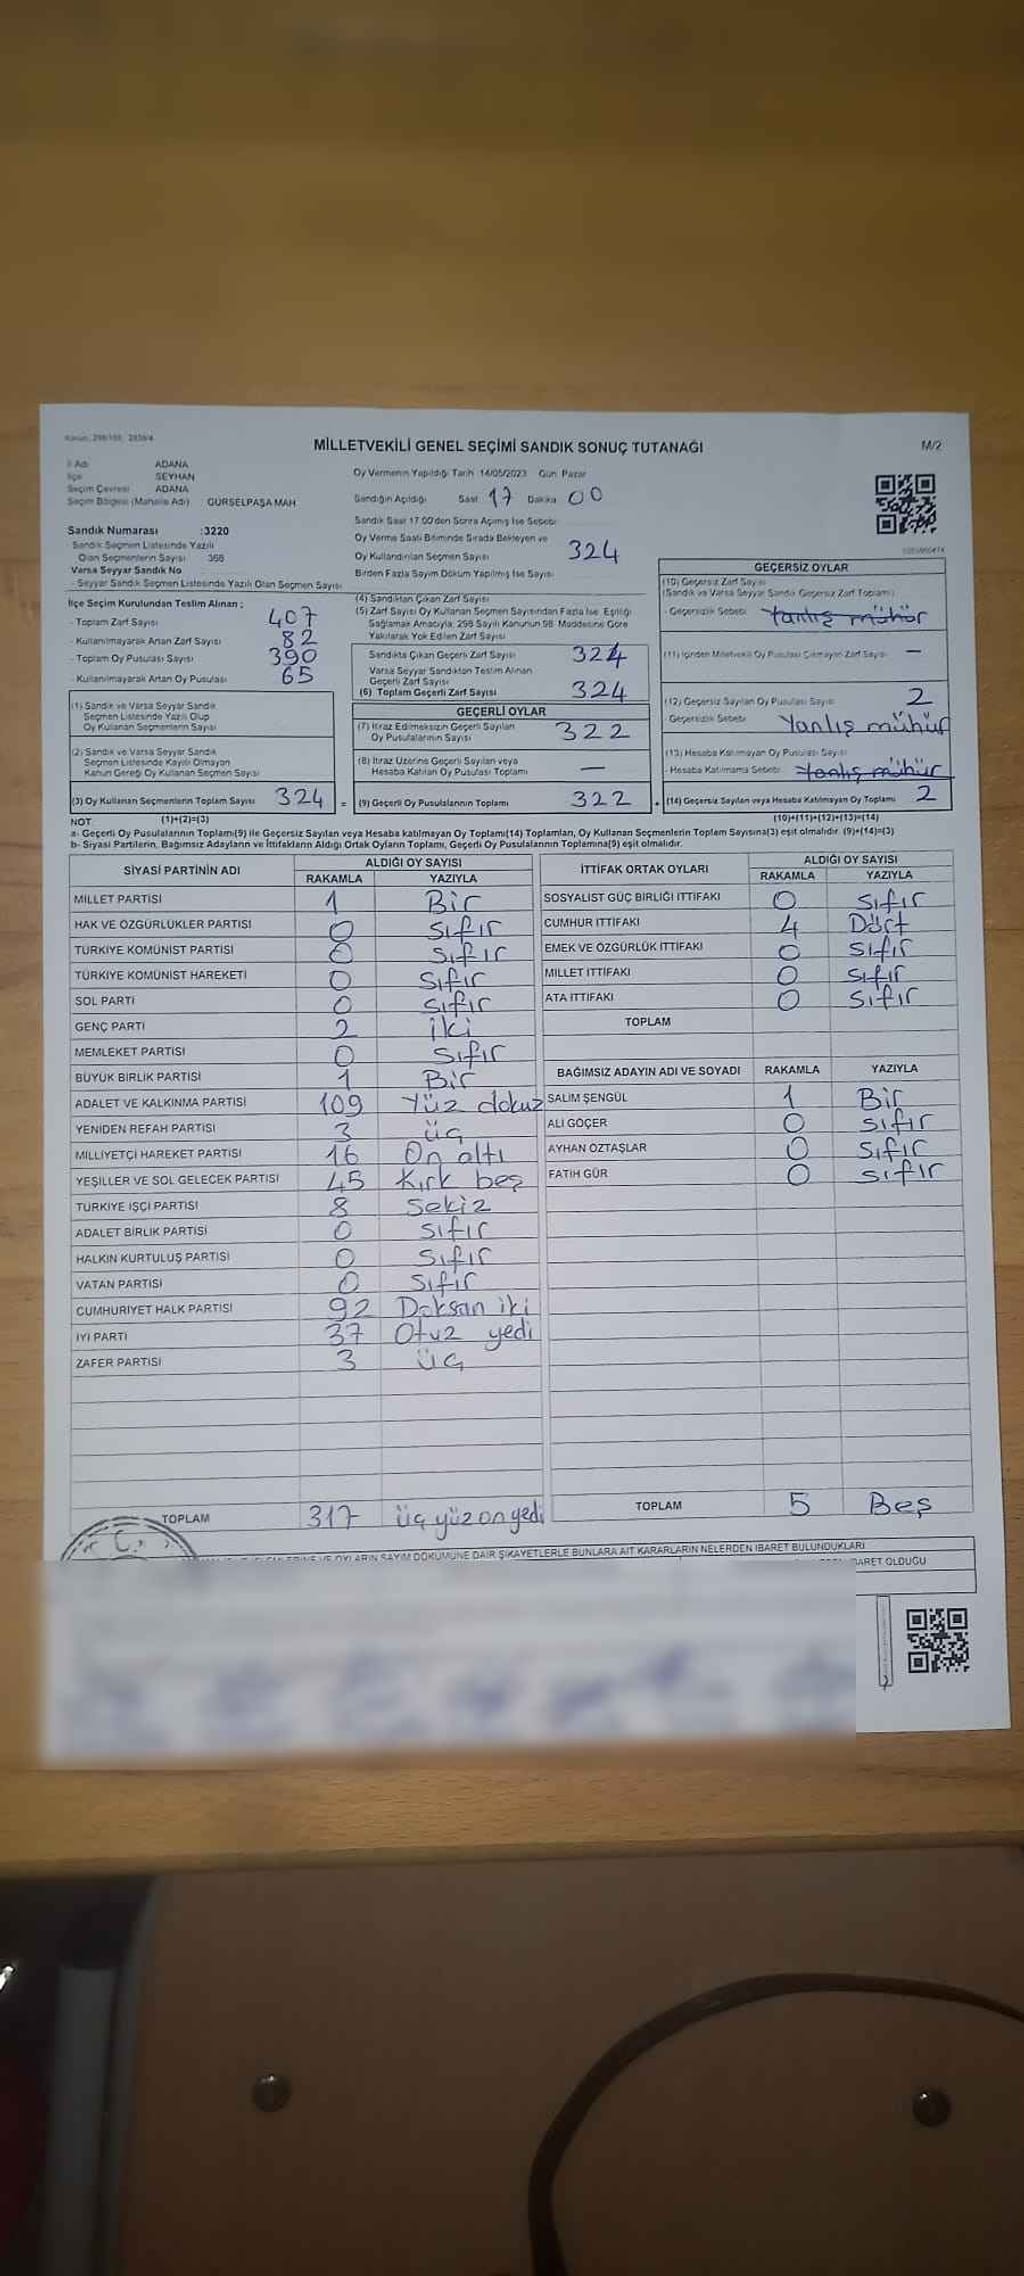 Kanun: 298/105, 2839/4
MİLLETVEKİLİ GENEL SEÇİMİ SANDIK SONUÇ TUTANAĞI
M/2
İl Adı ADANA
İlçe SEYHAN
Seçim Çevresi ADANA
Seçim Bölgesi (Mahalle Adı) GÜRSELPAŞA MAH
Sandık Numarası :3220
Sandık Seçmen Listesinde Yazılı
Olan Seçmenlerin Sayısı 366
Varsa Seyyar Sandık No
- Seyyar Sandık Seçmen Listesinde Yazılı Olan Seçmen Sayısı
Oy Vermenin Yapıldığı Tarih 14/05/2023 Gün Pazar
Sandığın Açıldığı Saat 17 Dakika 00
Sandık Saat 17:00'den Sonra Açılmış İse Sebebi
Oy Verme Saati Bitiminde Sırada Bekleyen ve
Oy Kullandırılan Seçmen Sayısı 324
Birden Fazla Sayım Döküm Yapılmış İse Sayısı
İlçe Seçim Kurulundan Teslim Alınan :
- Toplam Zarf Sayısı 407
- Kullanılmayarak Artan Zarf Sayısı 82
- Toplam Oy Pusulası Sayısı 390
- Kullanılmayarak Artan Oy Pusulası 65
(1) Sandık ve Varsa Seyyar Sandık
Seçmen Listesinde Yazılı Olup
Oy Kullanan Seçmenlerin Sayısı
(2) Sandık ve Varsa Seyyar Sandık
Seçmen Listesinde Kayıtlı Olmayan
Kanun Gereği Oy Kullanan Seçmen Sayısı
(3) Oy Kullanan Seçmenlerin Toplam Sayısı 324 =
(4) Sandıktan Çıkan Zarf Sayısı
(5) Zarf Sayısı Oy Kullanan Seçmen Sayısından Fazla İse, Eşitliği
Sağlamak Amacıyla, 298 Sayılı Kanunun 98. Maddesine Göre
Yakılarak Yok Edilen Zarf Sayısı
Sandıkta Çıkan Geçerli Zarf Sayısı 324
Varsa Seyyar Sandıktan Teslim Alınan
Geçerli Zarf Sayısı
(6) Toplam Geçerli Zarf Sayısı 324
GEÇERLİ OYLAR
(7) İtiraz Edilmeksizin Geçerli Sayılan
Oy Pusulalarının Sayısı 322
(8) İtiraz Üzerine Geçerli Sayılan veya
Hesaba Katılan Oy Pusulası Toplamı —
(9) Geçerli Oy Pusulalarının Toplamı 322
GEÇERSİZ OYLAR
(10) Geçersiz Zarf Sayısı
(Sandık ve Varsa Seyyar Sandık Geçersiz Zarf Toplamı)
- Geçersizlik Sebebi Yanlış mühür
(11) İçinden Milletvekili Oy Pusulası Çıkmayan Zarf Sayısı —
(12) Geçersiz Sayılan Oy Pusulası Sayısı 2
- Geçersizlik Sebebi Yanlış mühür
(13) Hesaba Katılmayan Oy Pusulası Sayısı
- Hesaba Katılmama Sebebi Yanlış mühür
(14) Geçersiz Sayılan veya Hesaba Katılmayan Oy Toplamı 2
NOT (1)+(2)=(3) (10)+(11)+(12)+(13)=(14)
a- Geçerli Oy Pusulalarının Toplamı(9) ile Geçersiz Sayılan veya Hesaba katılmayan Oy Toplamı(14) Toplamları, Oy Kullanan Seçmenlerin Toplam Sayısına(3) eşit olmalıdır. (9)+(14)=(3)
b- Siyasi Partilerin, Bağımsız Adayların ve İttifakların Aldığı Ortak Oyların Toplamı, Geçerli Oy Pusulalarının Toplamına(9) eşit olmalıdır.
SİYASİ PARTİNİN ADI ALDIĞI OY SAYISI
RAKAMLA YAZIYLA
MİLLET PARTİSİ 1 Bir
HAK VE ÖZGÜRLÜKLER PARTİSİ 0 Sıfır
TÜRKİYE KOMÜNİST PARTİSİ 0 Sıfır
TÜRKİYE KOMÜNİST HAREKETİ 0 Sıfır
SOL PARTİ 0 Sıfır
GENÇ PARTİ 2 iki
MEMLEKET PARTİSİ 0 Sıfır
BÜYÜK BİRLİK PARTİSİ 1 Bir
ADALET VE KALKINMA PARTİSİ 109 Yüz dokuz
YENİDEN REFAH PARTİSİ 3 üç
MİLLİYETÇİ HAREKET PARTİSİ 16 On altı
YEŞİLLER VE SOL GELECEK PARTİSİ 45 Kırk beş
TÜRKİYE İŞÇİ PARTİSİ 8 Sekiz
ADALET BİRLİK PARTİSİ 0 Sıfır
HALKIN KURTULUŞ PARTİSİ 0 Sıfır
VATAN PARTİSİ 0 Sıfır
CUMHURİYET HALK PARTİSİ 92 Doksan iki
İYİ PARTİ 37 Otuz yedi
ZAFER PARTİSİ 3 üç
TOPLAM 317 üç yüz on yedi
İTTİFAK ORTAK OYLARI ALDIĞI OY SAYISI
RAKAMLA YAZIYLA
SOSYALİST GÜÇ BİRLİĞİ İTTİFAKI 0 Sıfır
CUMHUR İTTİFAKI 4 Dört
EMEK VE ÖZGÜRLÜK İTTİFAKI 0 Sıfır
MİLLET İTTİFAKI 0 Sıfır
ATA İTTİFAKI 0 Sıfır
TOPLAM
BAĞIMSIZ ADAYIN ADI VE SOYADI RAKAMLA YAZIYLA
SALİM ŞENGÜL 1 Bir
ALİ GÖÇER 0 Sıfır
AYHAN ÖZTAŞLAR 0 Sıfır
FATİH GÜR 0 Sıfır
TOPLAM 5 Beş
VE OYLARIN SAYIM DÖKÜMÜNE DAİR ŞİKAYETLERLE BUNLARA AİT KARARLARIN NELERDEN İBARET BULUNDUKLARI
OLDUĞU